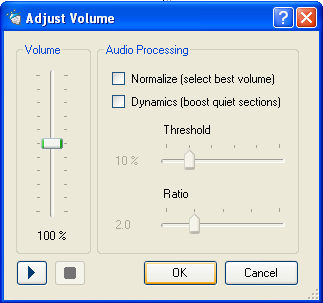 Adjust Volume
Volume
Audio Processing
Normalize (select best volume)
Dynamics (boost quiet sections)
Threshold
10 %
Ratio
2.0
100 %
OK
Cancel